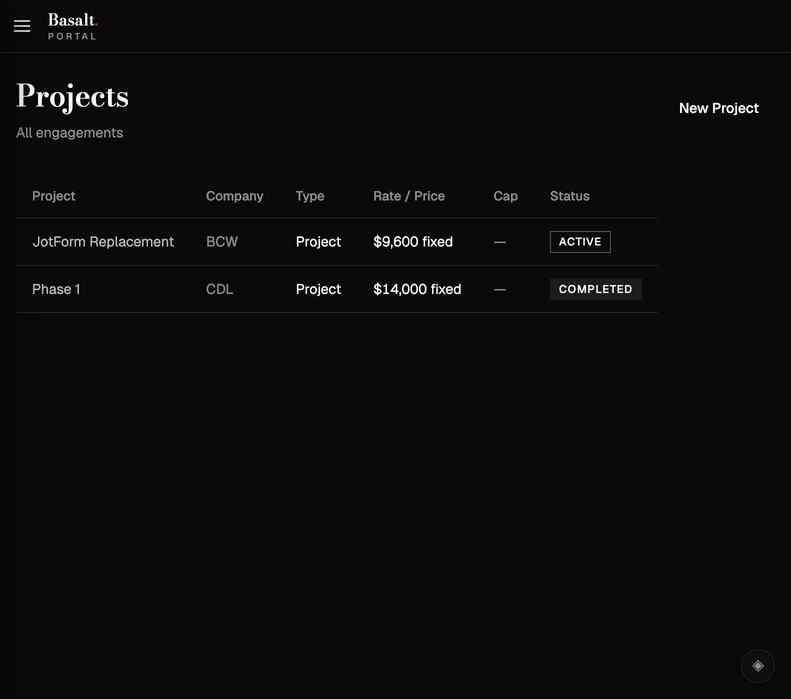 Basalt.
PORTAL
Projects
New Project
All engagements
Project Company Type Rate / Price Cap Status
JotForm Replacement BCW Project $9,600 fixed — ACTIVE
Phase 1 CDL Project $14,000 fixed — COMPLETED